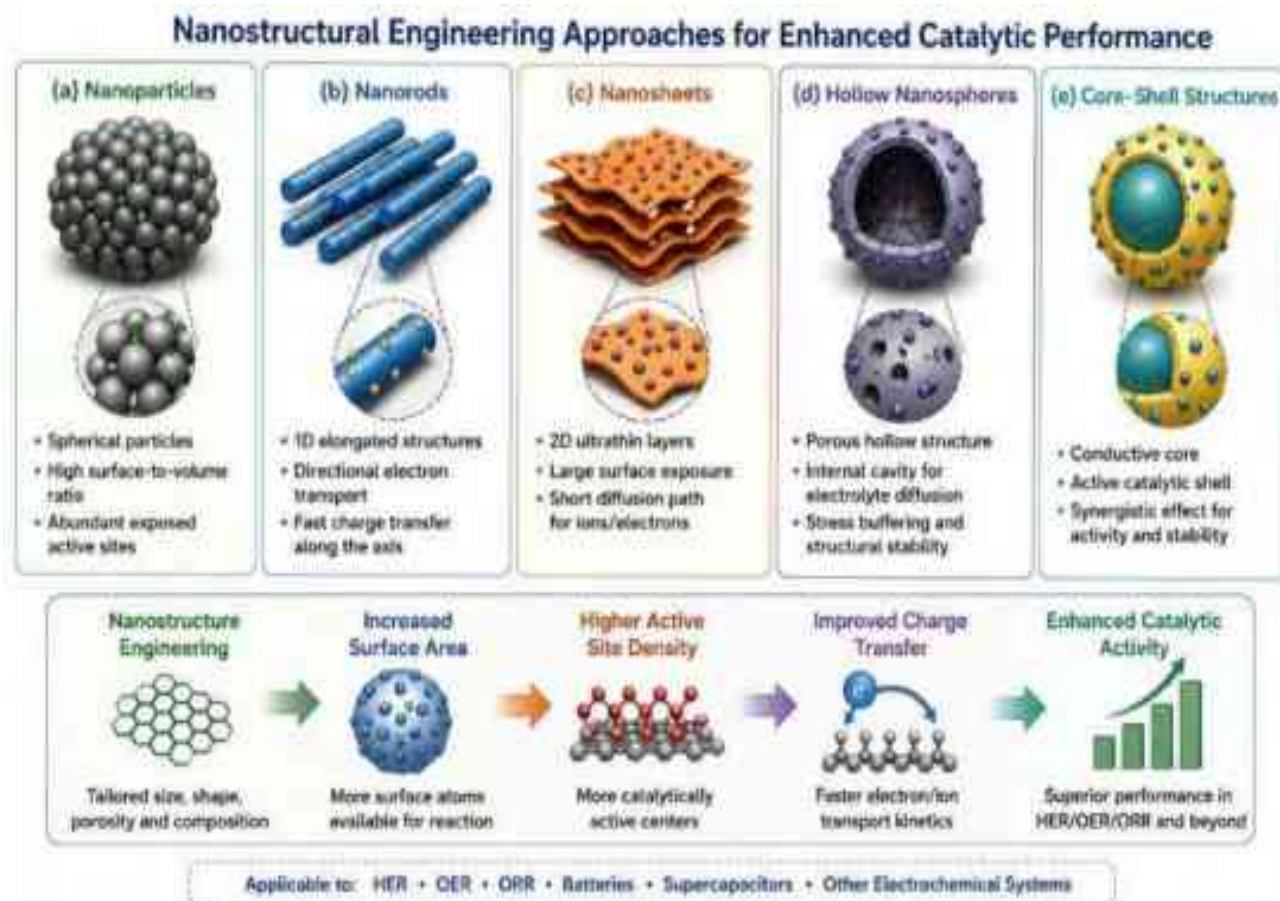 Nanostructural Engineering Approaches for Enhanced Catalytic Performance
(a) Nanoparticles
• Spherical particles
• High surface-to-volume
ratio
• Abundant exposed
active sites
(b) Nanorods
• 1D elongated structures
• Directional electron
transport
• Fast charge transfer
along the axis
(c) Nanosheets
• 2D ultrathin layers
• Large surface exposure
• Short diffusion path
for ions/electrons
(d) Hollow Nanospheres
• Porous hollow structure
• Internal cavity for
electrolyte diffusion
• Stress buffering and
structural stability
(e) Core-Shell Structures
• Conductive core
• Active catalytic shell
• Synergistic effect for
activity and stability
Nanostructure
Engineering
Tailored size, shape,
porosity and composition
Increased
Surface Area
More surface atoms
available for reaction
Higher Active
Site Density
More catalytically
active centers
Improved Charge
Transfer
Faster electron/ion
transport kinetics
Enhanced Catalytic
Activity
Superior performance in
HER/OER/ORR and beyond
Applicable to: HER • OER • ORR • Batteries • Supercapacitors • Other Electrochemical Systems